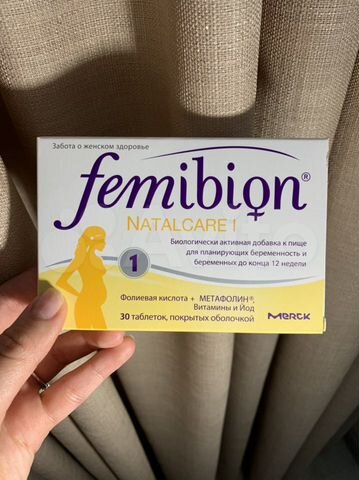 Забота о женском здоровье
femibion®
NATALCARE I
Биологически активная добавка к пище
для планирующих беременность и
беременных до конца 12 недели
1
Фолиевая кислота + МЕТАФОЛИН®,
Витамины и Йод
30 таблеток, покрытых оболочкой
MERCK